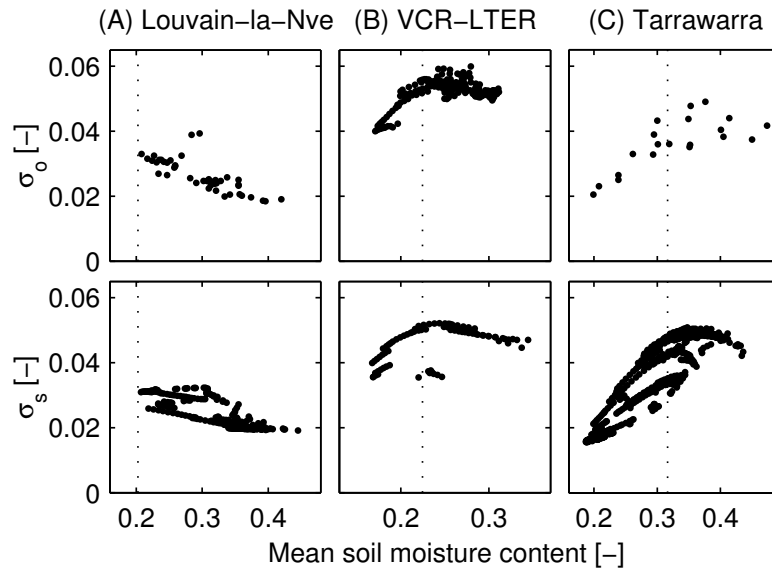 (A) Louvain−la−Nve (B) VCR−LTER (C) Tarrawarra
0.06
0.04
0.02
0
σo [−]
0.06
0.04
0.02
0
σs [−]
0.2 0.3 0.4 0.2 0.3 0.2 0.3 0.4
Mean soil moisture content [−]